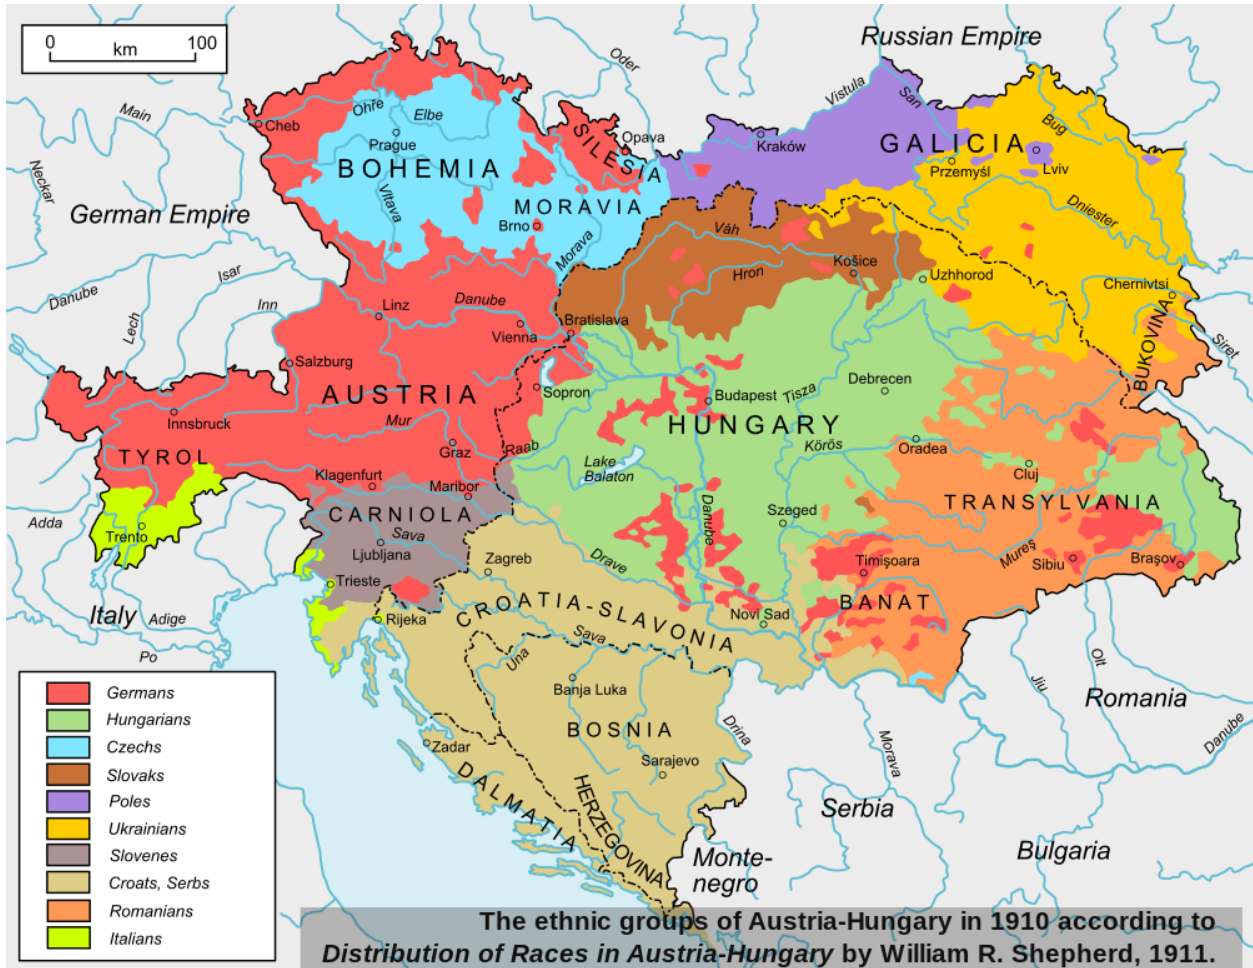 0 100
km
Russian Empire
Oder
Main
Ohře
Elbe
Vistula
San
Bug
Cheb
Prague
Opava
Kraków
GALICIA
SILESIA
BOHEMIA
Przemyśl
Lviv
Neckar
Vltava
MORAVIA
Dniester
German Empire
Brno
Morava
Váh
Isar
Hron
Košice
Uzhhorod
Chernivtsi
Danube
Inn
Linz
Danube
Lech
Vienna
Bratislava
BUKOVINA
Siret
Salzburg
AUSTRIA
Sopron
Budapest
Tisza
Debrecen
Innsbruck
Mur
HUNGARY
Raab
Körös
Oradea
TYROL
Graz
Lake
Balaton
Cluj
Klagenfurt
Maribor
TRANSYLVANIA
CARNIOLA
Danube
Szeged
Adda
Trento
Sava
Ljubljana
Zagreb
Drave
Mureş
Timişoara
Sibiu
Braşov
Trieste
BANAT
Italy
Adige
Rijeka
CROATIA-SLAVONIA
Novi Sad
Po
Sava
Una
Olt
Jiu
Banja Luka
Romania
BOSNIA
Drina
Morava
Danube
Zadar
Sarajevo
DALMATIA
HERZEGOVINA
Serbia
Bulgaria
Monte-
negro
Germans
Hungarians
Czechs
Slovaks
Poles
Ukrainians
Slovenes
Croats, Serbs
Romanians
Italians
The ethnic groups of Austria-Hungary in 1910 according to
Distribution of Races in Austria-Hungary by William R. Shepherd, 1911.